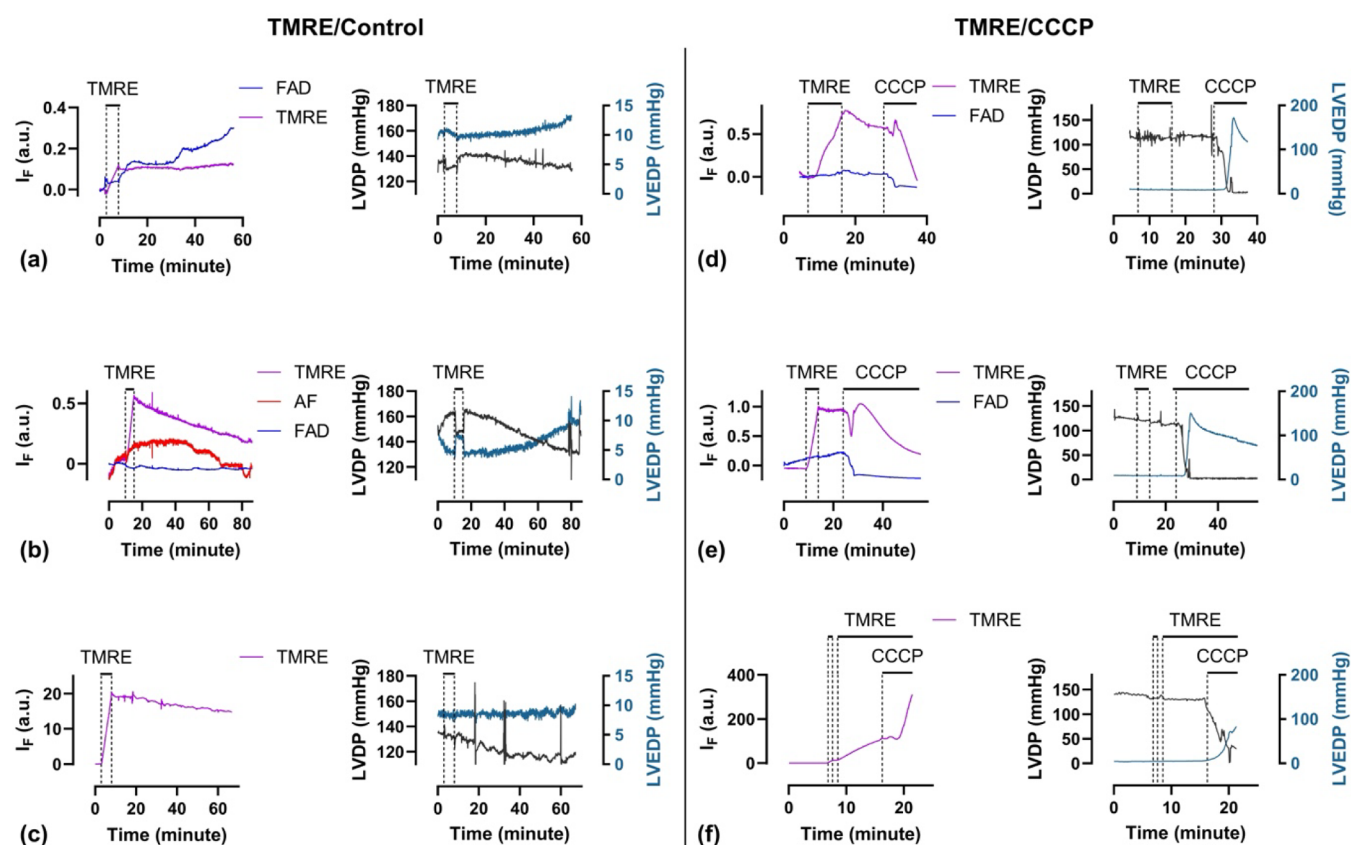 TMRE/Control
TMRE/CCCP
TMRE
FAD
TMRE
0.4
0.2
0.0
I_F (a.u.)
0 20 40 60
Time (minute)
TMRE
180
160
140
120
LVDP (mmHg)
15
10
5
0
LVEDP (mmHg)
0 20 40 60
Time (minute)
(a)
TMRE CCCP
TMRE
FAD
0.5
0.0
I_F (a.u.)
0 10 20 30 40
Time (minute)
TMRE CCCP
150
100
50
0
LVDP (mmHg)
200
100
0
LVEDP (mmHg)
0 10 20 30 40
Time (minute)
(d)
TMRE
TMRE
AF
FAD
0.5
0
I_F (a.u.)
0 20 40 60 80
Time (minute)
TMRE
180
160
140
120
LVDP (mmHg)
15
10
5
0
LVEDP (mmHg)
0 20 40 60 80
Time (minute)
(b)
TMRE CCCP
TMRE
FAD
1.0
0.5
0.0
I_F (a.u.)
0 20 40
Time (minute)
TMRE CCCP
150
100
50
0
LVDP (mmHg)
200
100
0
LVEDP (mmHg)
0 20 40
Time (minute)
(e)
TMRE
TMRE
20
10
0
I_F (a.u.)
0 20 40 60
Time (minute)
TMRE
180
160
140
120
LVDP (mmHg)
15
10
5
0
LVEDP (mmHg)
0 20 40 60
Time (minute)
(c)
TMRE
TMRE
CCCP
400
200
0
I_F (a.u.)
0 10 20
Time (minute)
TMRE
CCCP
150
100
50
0
LVDP (mmHg)
200
100
0
LVEDP (mmHg)
0 10 20
Time (minute)
(f)